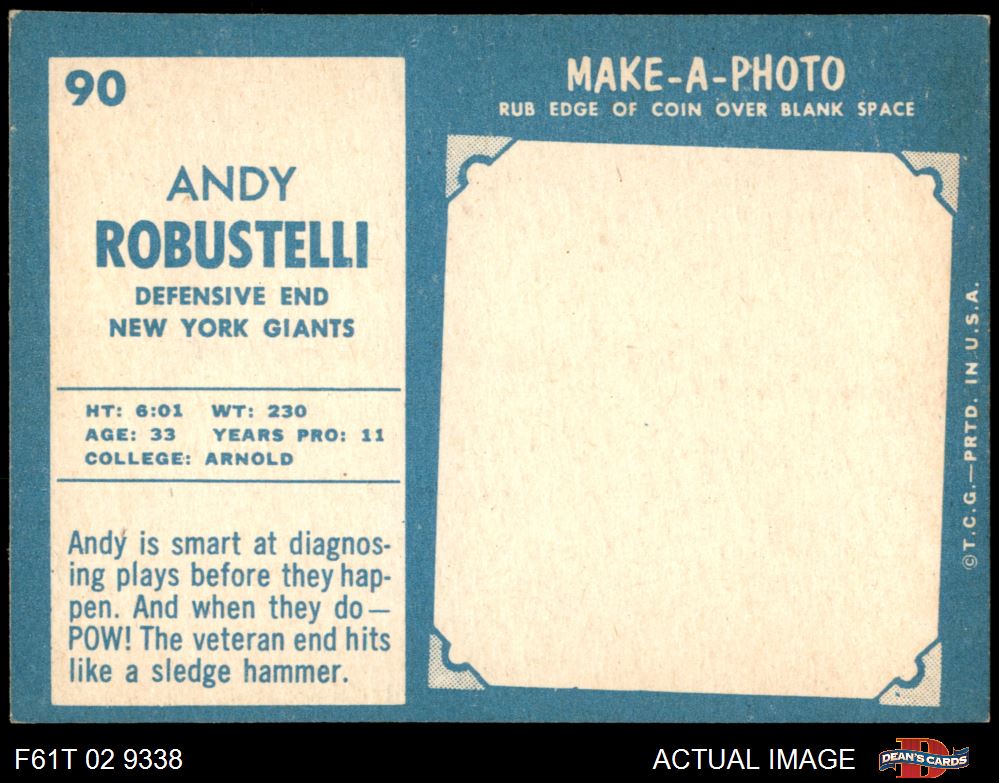 90
ANDY
ROBUSTELLI
DEFENSIVE END
NEW YORK GIANTS
HT: 6:01 WT: 230
AGE: 33 YEARS PRO: 11
COLLEGE: ARNOLD
Andy is smart at diagnos-
ing plays before they hap-
pen. And when they do—
POW! The veteran end hits
like a sledge hammer.
MAKE-A-PHOTO
RUB EDGE OF COIN OVER BLANK SPACE
©T.C.G.—PRTD. IN U.S.A.
F61T 02 9338
ACTUAL IMAGE
DEAN'S CARDS